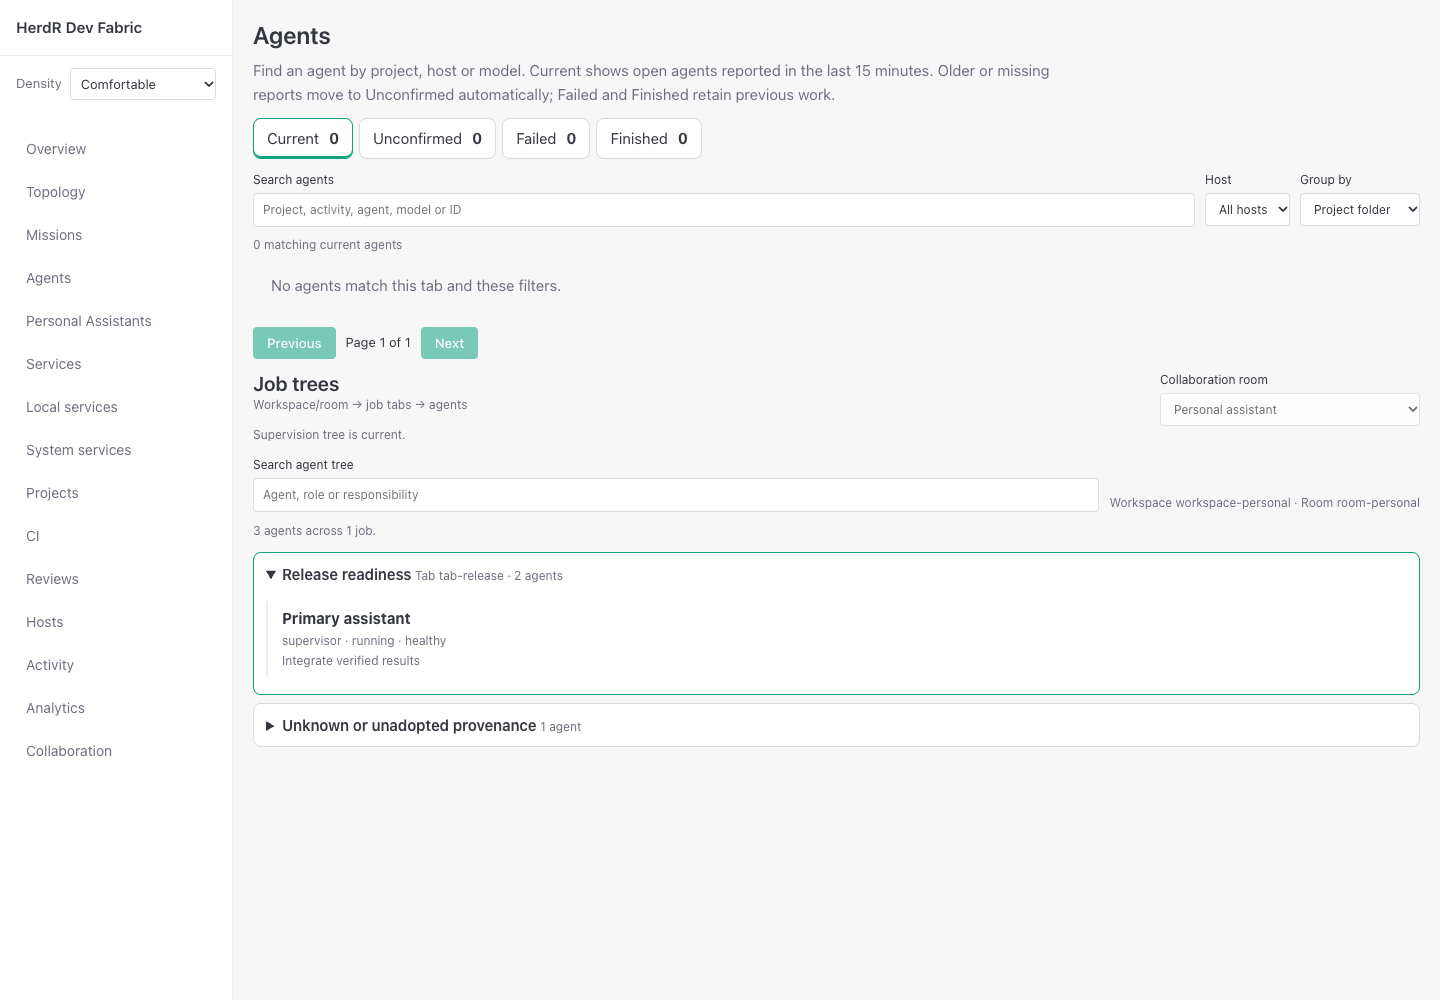 HerdR Dev Fabric
Density
Comfortable
Overview
Topology
Missions
Agents
Personal Assistants
Services
Local services
System services
Projects
CI
Reviews
Hosts
Activity
Analytics
Collaboration
Agents
Find an agent by project, host or model. Current shows open agents reported in the last 15 minutes. Older or missing
reports move to Unconfirmed automatically; Failed and Finished retain previous work.
Current 0
Unconfirmed 0
Failed 0
Finished 0
Search agents
Host
Group by
Project, activity, agent, model or ID
All hosts
Project folder
0 matching current agents
No agents match this tab and these filters.
Previous
Page 1 of 1
Next
Job trees
Workspace/room → job tabs → agents
Collaboration room
Personal assistant
Supervision tree is current.
Search agent tree
Agent, role or responsibility
Workspace workspace-personal · Room room-personal
3 agents across 1 job.
Release readiness Tab tab-release · 2 agents
Primary assistant
supervisor · running · healthy
Integrate verified results
Unknown or unadopted provenance 1 agent